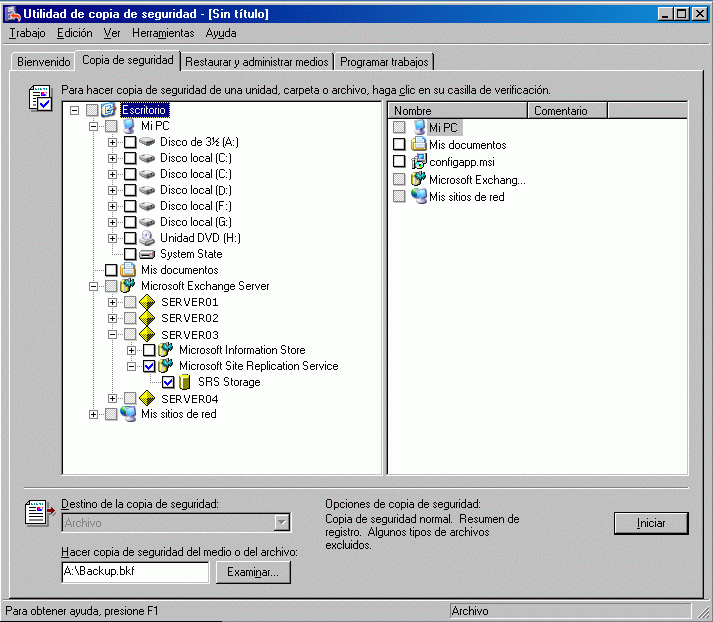 Utilidad de copia de seguridad - [Sin título]
Trabajo Edición Ver Herramientas Ayuda
Bienvenido Copia de seguridad Restaurar y administrar medios Programar trabajos
Para hacer copia de seguridad de una unidad, carpeta o archivo, haga clic en su casilla de verificación.
Escritorio
Mi PC
Disco de 3½ (A:)
Disco local (C:)
Disco local (C:)
Disco local (D:)
Disco local (F:)
Disco local (G:)
Unidad DVD (H:)
System State
Mis documentos
Microsoft Exchange Server
SERVER01
SERVER02
SERVER03
Microsoft Information Store
Microsoft Site Replication Service
SRS Storage
SERVER04
Mis sitios de red
Nombre Comentario
Mi PC
Mis documentos
configapp.msi
Microsoft Exchang...
Mis sitios de red
Destino de la copia de seguridad:
Archivo
Hacer copia de seguridad del medio o del archivo:
A:\Backup.bkf Examinar...
Opciones de copia de seguridad:
Copia de seguridad normal. Resumen de
registro. Algunos tipos de archivos
excluidos.
Iniciar
Para obtener ayuda, presione F1 Archivo